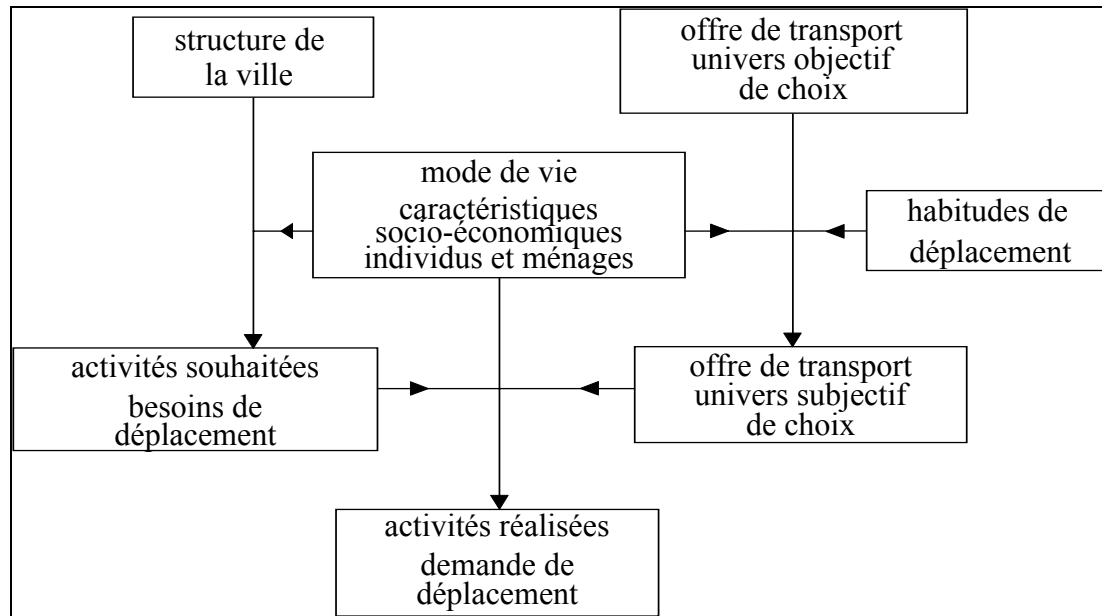 structure de
la ville
offre de transport
univers objectif
de choix
mode de vie
caractéristiques
socio-économiques
individus et ménages
habitudes de
déplacement
activités souhaitées
besoins de
déplacement
offre de transport
univers subjectif
de choix
activités réalisées
demande de
déplacement